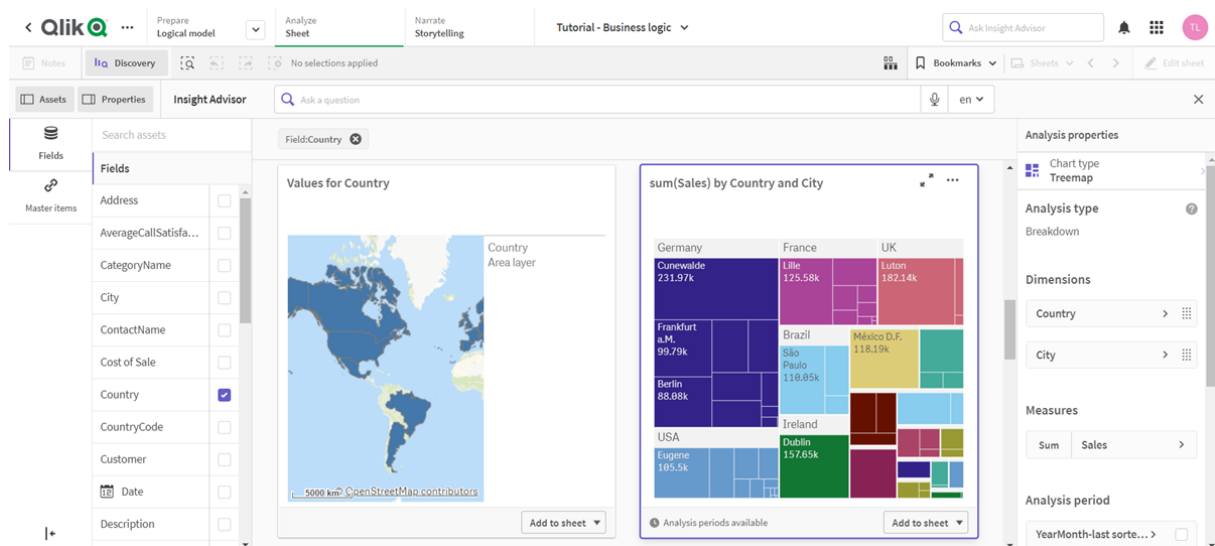 Qlik
Prepare
Logical model
Analyze
Sheet
Narrate
Storytelling
Tutorial - Business logic
Ask Insight Advisor
TL
Notes
Discovery
No selections applied
Bookmarks
Sheets
Edit sheet
Assets
Properties
Insight Advisor
Ask a question
en
Fields
Master items
Search assets
Fields
Address
AverageCallSatisfa...
CategoryName
City
ContactName
Cost of Sale
Country
CountryCode
Customer
Date
Description
Field:Country
Values for Country
Country
Area layer
5000 km
© OpenStreetMap contributors
Add to sheet
sum(Sales) by Country and City
Germany
Cunewalde
231.97k
Frankfurt
a.M.
99.79k
Berlin
88.08k
USA
Eugene
105.5k
France
Lille
125.58k
UK
Luton
182.14k
Brazil
São
Paulo
110.05k
México D.F.
118.19k
Ireland
Dublin
157.65k
Analysis periods available
Add to sheet
Analysis properties
Chart type
Treemap
Analysis type
Breakdown
Dimensions
Country
City
Measures
Sum
Sales
Analysis period
YearMonth-last sorte...